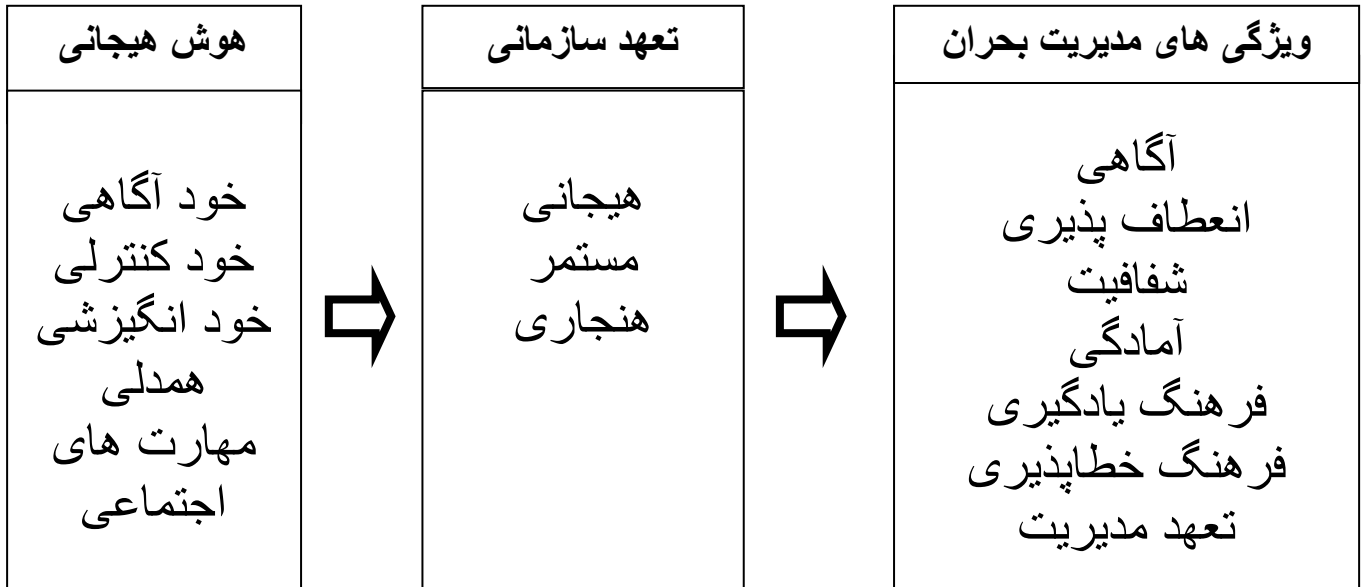 هوش هیجانی
خود آگاهی
خود کنترلی
خود انگیزشی
همدلی
مهارت های
اجتماعی
تعهد سازمانی
هیجانی
مستمر
هنجاری
ویژگی های مدیریت بحران
آگاهی
انعطاف پذیری
شفافیت
آمادگی
فرهنگ یادگیری
فرهنگ خطاپذیری
تعهد مدیریت